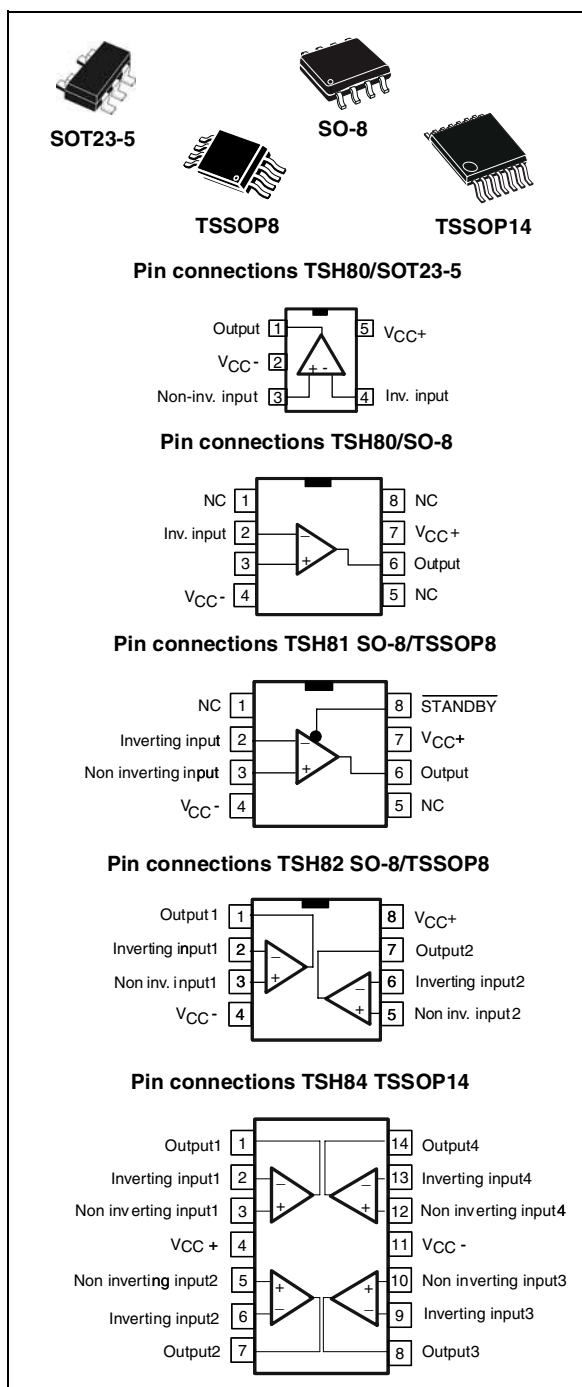 SOT23-5
SO-8
TSSOP8
TSSOP14
Pin connections TSH80/SOT23-5
Output 1 5 VCC+
VCC- 2
+ -
Non-inv. input 3 4 Inv. input
Pin connections TSH80/SO-8
NC 1 8 NC
Inv. input 2 – 7 VCC+
3 + 6 Output
VCC- 4 5 NC
Pin connections TSH81 SO-8/TSSOP8
NC 1 8 STANDBY
Inverting input 2 – 7 VCC+
Non inverting input 3 + 6 Output
VCC- 4 5 NC
Pin connections TSH82 SO-8/TSSOP8
Output1 1 8 VCC+
Inverting input1 2 – 7 Output2
Non inv. input1 3 + – 6 Inverting input2
VCC- 4 + 5 Non inv. input2
Pin connections TSH84 TSSOP14
Output1 1 14 Output4
Inverting input1 2 – – 13 Inverting input4
Non inverting input1 3 + + 12 Non inverting input4
VCC + 4 11 VCC -
Non inverting input2 5 + + 10 Non inverting input3
Inverting input2 6 – – 9 Inverting input3
Output2 7 8 Output3